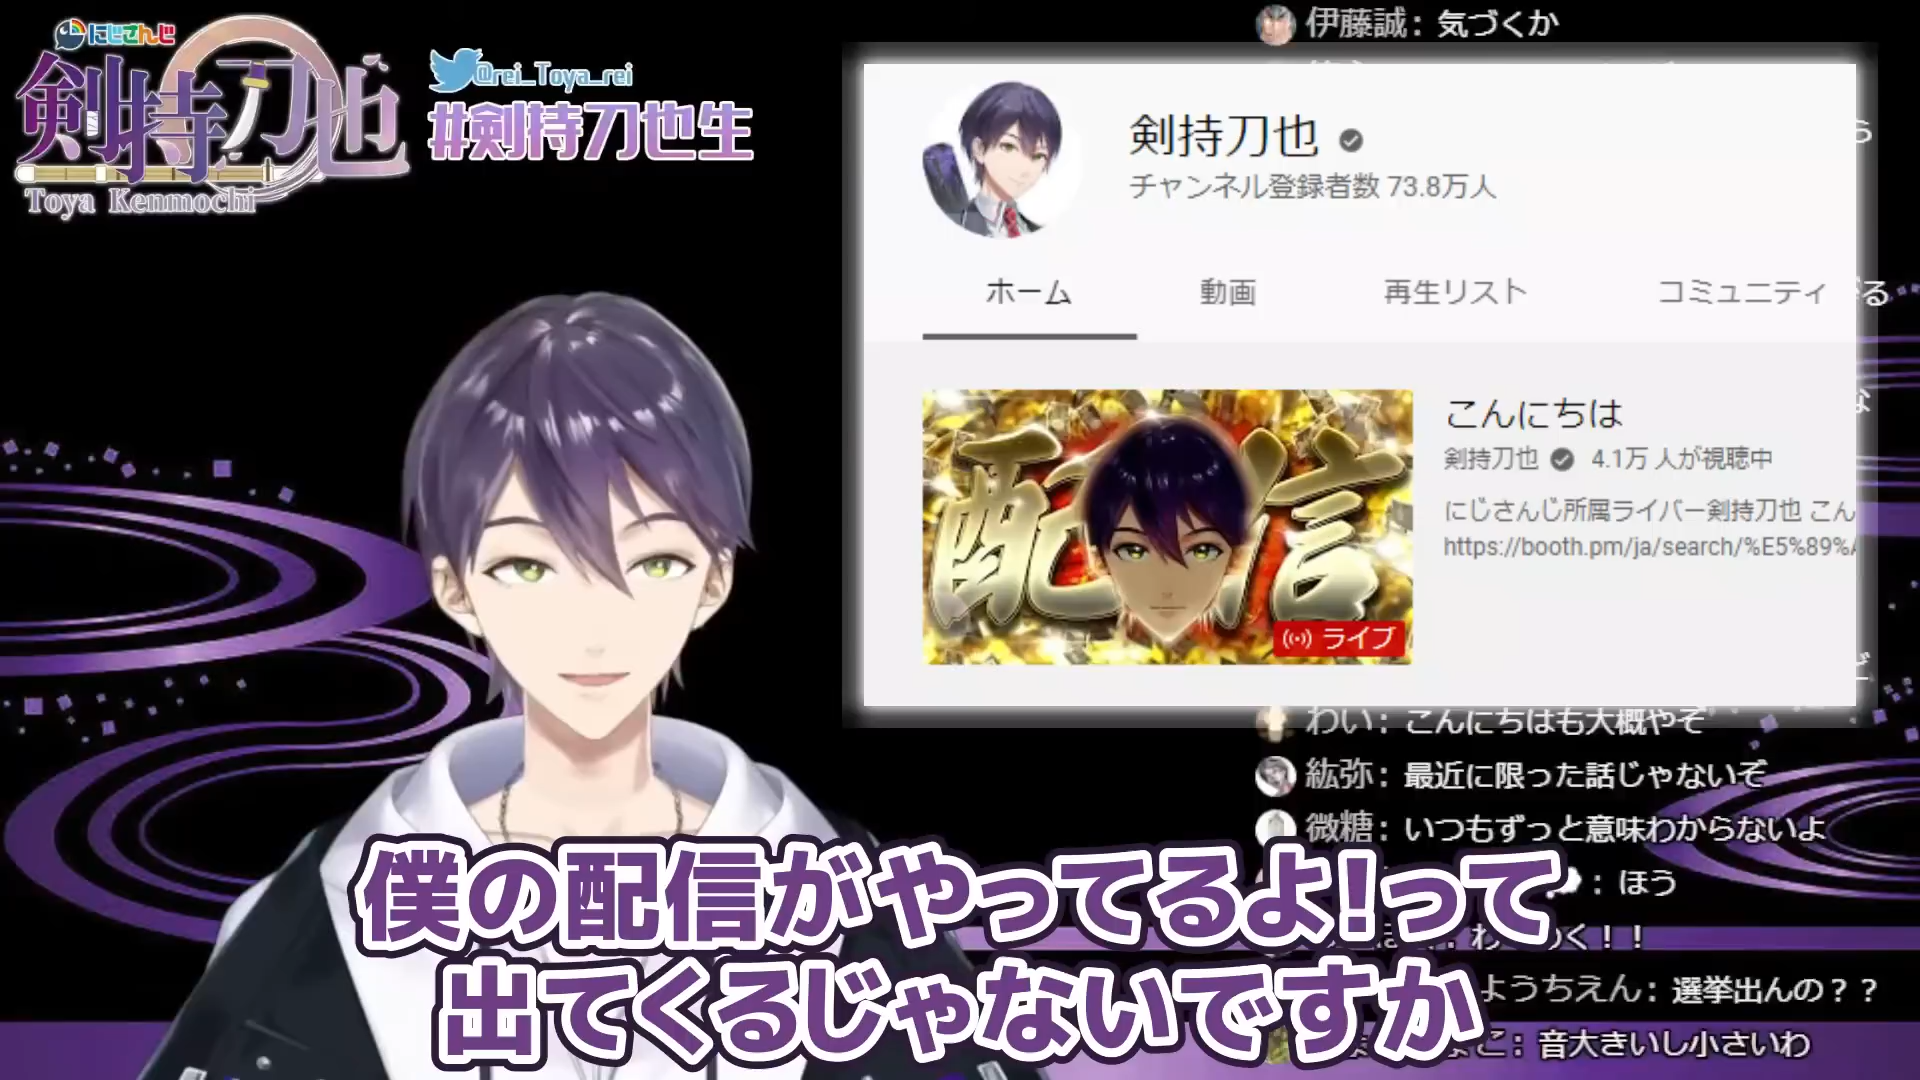 にじさんじ
剣持刀也
Toya Kenmochi
@rei_Toya_rei
#剣持刀也生
伊藤誠: 気づくか
剣持刀也
チャンネル登録者数 73.8万人
ホーム 動画 再生リスト コミュニティ
配信
ライブ
こんにちは
剣持刀也 4.1万 人が視聴中
にじさんじ所属ライバー剣持刀也 こん
https://booth.pm/ja/search/%E5%89%A
わい: こんにちはも大概やぞ
紘弥: 最近に限った話じゃないぞ
微糖: いつもずっと意味わからないよ
: ほう
く！！
ようちえん: 選挙出んの？？
こ: 音大きいし小さいわ
僕の配信がやってるよ!って
出てくるじゃないですか